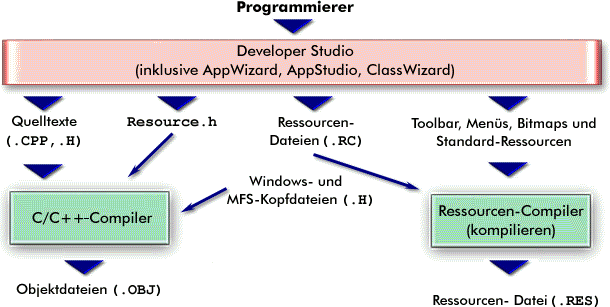 Programmierer
Developer Studio
(inklusive AppWizard, AppStudio, ClassWizard)
Quelltexte
(.CPP,.H)
Resource.h
Ressourcen-
Dateien (.RC)
Toolbar, Menüs, Bitmaps und
Standard-Ressourcen
Windows- und
MFS-Kopfdateien (.H)
C/C++-Compiler
Ressourcen-Compiler
(kompilieren)
Objektdateien (.OBJ)
Ressourcen- Datei (.RES)